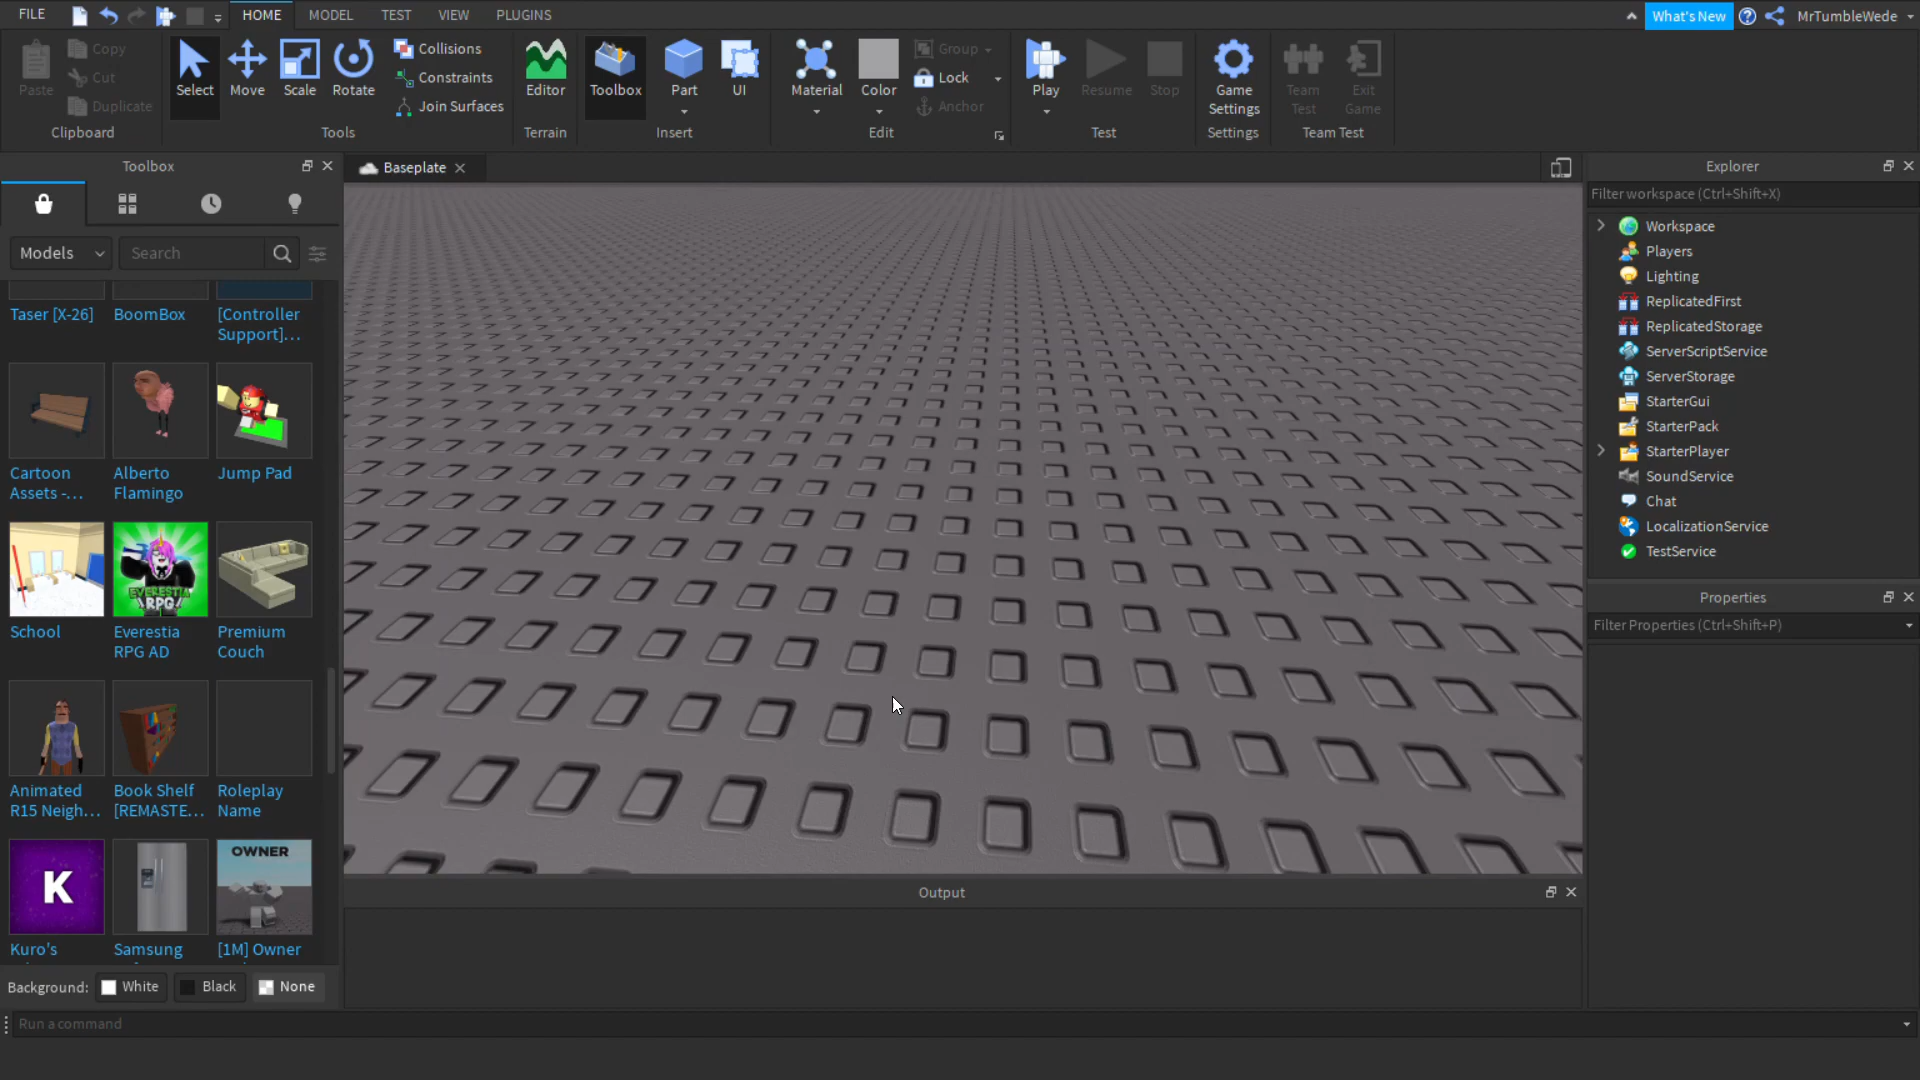 FILE
HOME
MODEL
TEST
VIEW
PLUGINS
What's New
MrTumbleWede
Paste
Copy
Cut
Duplicate
Clipboard
Select
Move
Scale
Rotate
Collisions
Constraints
Join Surfaces
Tools
Editor
Terrain
Toolbox
Part
UI
Insert
Material
Color
Group
Lock
Anchor
Edit
Play
Resume
Stop
Test
Game
Settings
Settings
Team
Test
Exit
Game
Team Test
Toolbox
Models
Search
Taser [X-26]
BoomBox
[Controller
Support]...
Cartoon
Assets -...
Alberto
Flamingo
Jump Pad
School
EVERESTIA
RPG
Everestia
RPG AD
Premium
Couch
Animated
R15 Neigh...
Book Shelf
[REMASTE...
Roleplay
Name
K
Kuro's
Samsung
OWNER
[1M] Owner
Background:
White
Black
None
Run a command
Baseplate
Output
Explorer
Filter workspace (Ctrl+Shift+X)
Workspace
Players
Lighting
ReplicatedFirst
ReplicatedStorage
ServerScriptService
ServerStorage
StarterGui
StarterPack
StarterPlayer
SoundService
Chat
LocalizationService
TestService
Properties
Filter Properties (Ctrl+Shift+P)